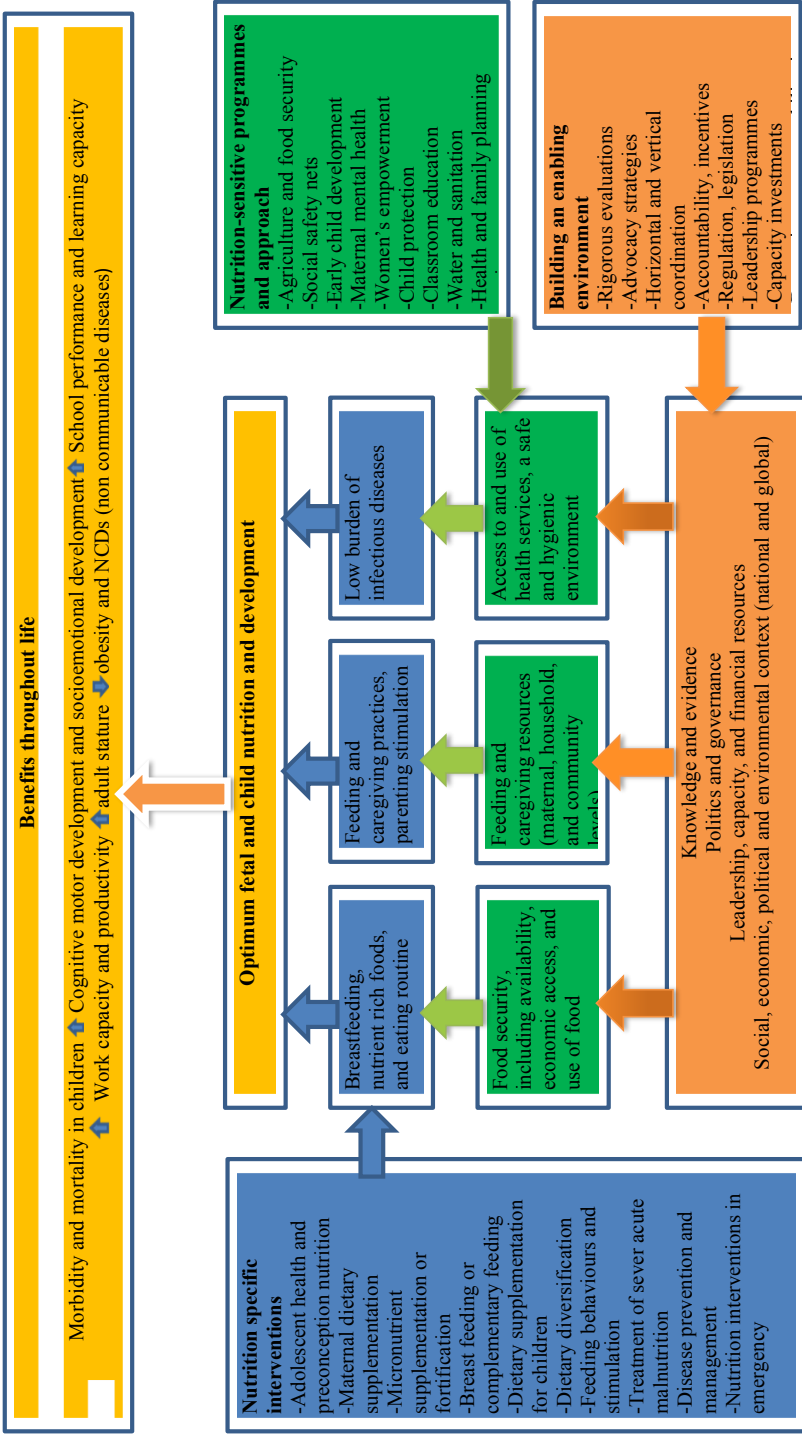 Benefits throughout life
Morbidity and mortality in children Cognitive motor development and socioemotional development School performance and learning capacity
Work capacity and productivity adult stature obesity and NCDs (non communicable diseases)
Nutrition specific
interventions
-Adolescent health and
preconception nutrition
-Maternal dietary
supplementation
-Micronutrient
supplementation or
fortification
-Breast feeding or
complementary feeding
-Dietary supplementation
for children
-Dietary diversification
-Feeding behaviours and
stimulation
-Treatment of sever acute
malnutrition
-Disease prevention and
management
-Nutrition interventions in
emergency
Optimum fetal and child nutrition and development
Breastfeeding,
nutrient rich foods,
and eating routine
Feeding and
caregiving practices,
parenting stimulation
Low burden of
infectious diseases
Food security,
including availability,
economic access, and
use of food
Feeding and
caregiving resources
(maternal, household,
and community
levels)
Access to and use of
health services, a safe
and hygienic
environment
Knowledge and evidence
Politics and governance
Leadership, capacity, and financial resources
Social, economic, political and environmental context (national and global)
Nutrition-sensitive programmes
and approach
-Agriculture and food security
-Social safety nets
-Early child development
-Maternal mental health
-Women's empowerment
-Child protection
-Classroom education
-Water and sanitation
-Health and family planning
Building an enabling
environment
-Rigorous evaluations
-Advocacy strategies
-Horizontal and vertical
coordination
-Accountability, incentives
-Regulation, legislation
-Leadership programmes
-Capacity investments